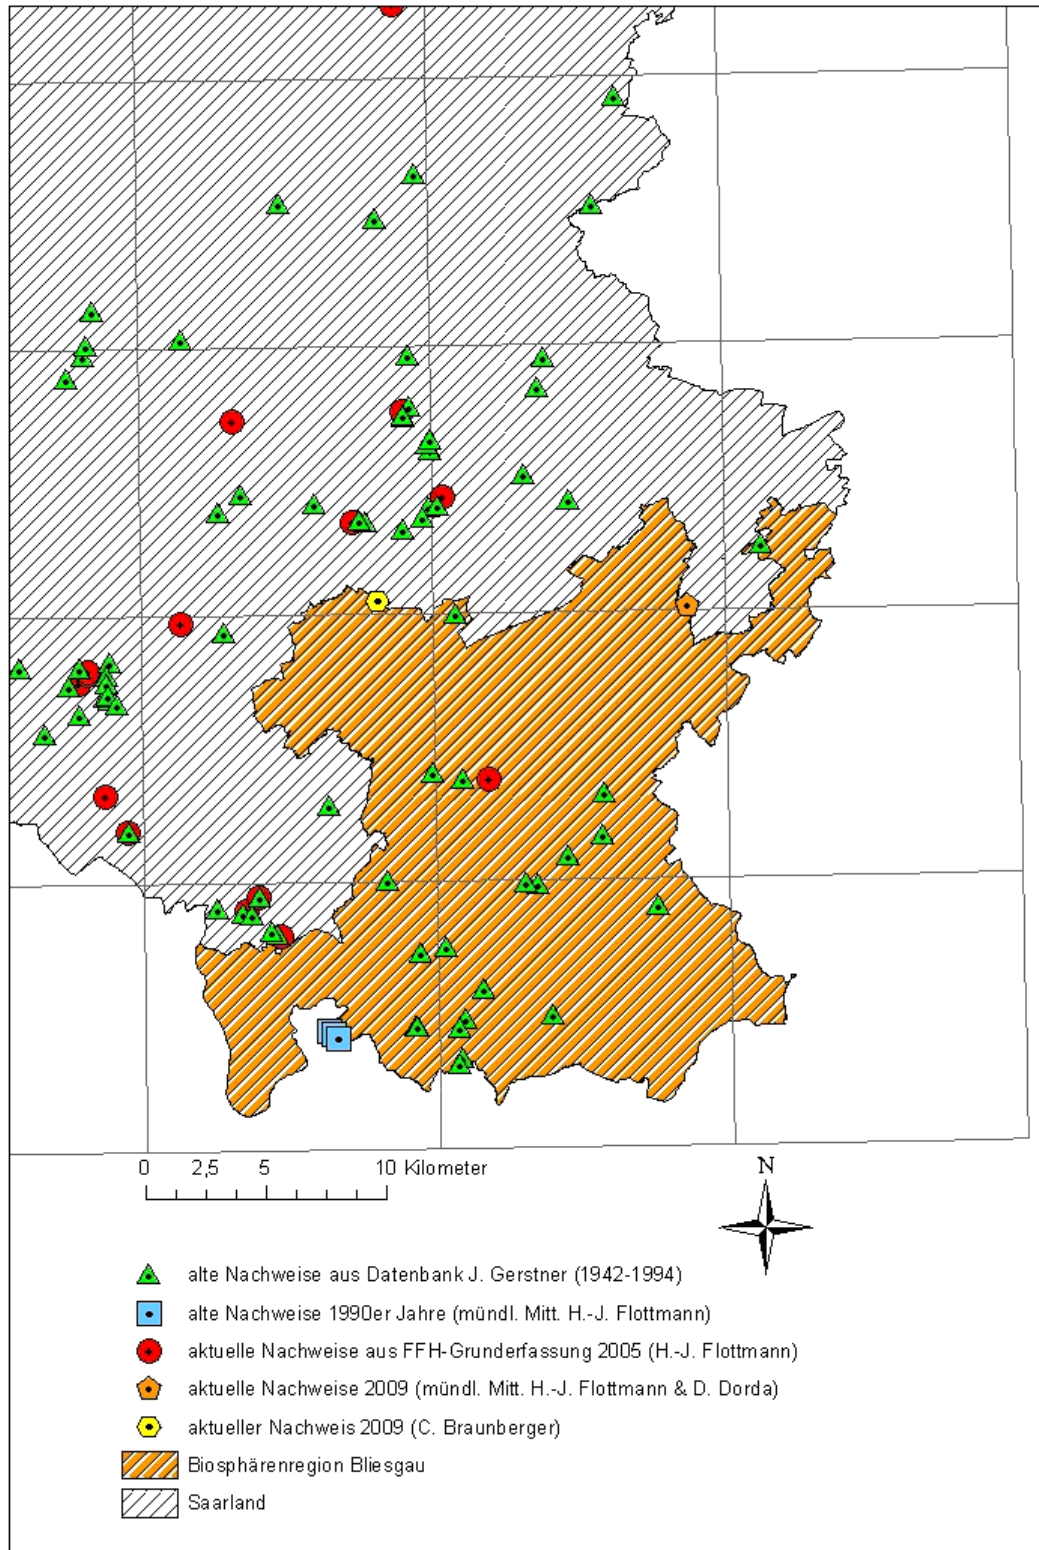 0 2,5 5 10 Kilometer
N
alte Nachweise aus Datenbank J. Gerstner (1942-1994)
alte Nachweise 1990er Jahre (mündl. Mitt. H.-J. Flottmann)
aktuelle Nachweise aus FFH-Grunderfassung 2005 (H.-J. Flottmann)
aktuelle Nachweise 2009 (mündl. Mitt. H.-J. Flottmann & D. Dorda)
aktueller Nachweis 2009 (C. Braunberger)
Biosphärenregion Bliesgau
Saarland